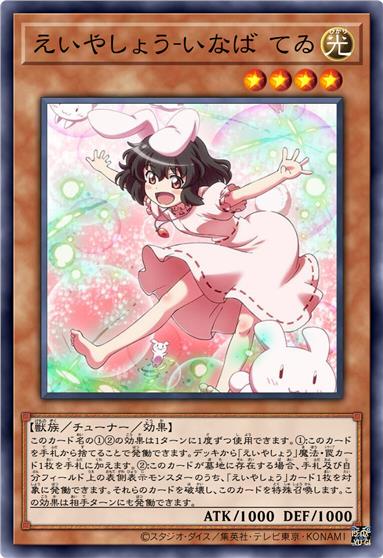 えいやしょう-いなば てゐ
光
【獣族／チューナー／効果】
このカード名の①②の効果は1ターンに1度ずつ使用できます。①:このカード
を手札から捨てることで発動できます。デッキから「えいやしょう」魔法・罠カー
ド1枚を手札に加えます。②:このカードが墓地に存在する場合、手札及び自
分フィールド上の表側表示モンスターのうち、「えいやしょう」カード1枚を対
象に発動できます。それらのカードを破壊し、このカードを特殊召喚します。こ
の効果は相手ターンにも発動できます。
ATK/1000 DEF/1000
©スタジオ・ダイス／集英社・テレビ東京・KONAMI